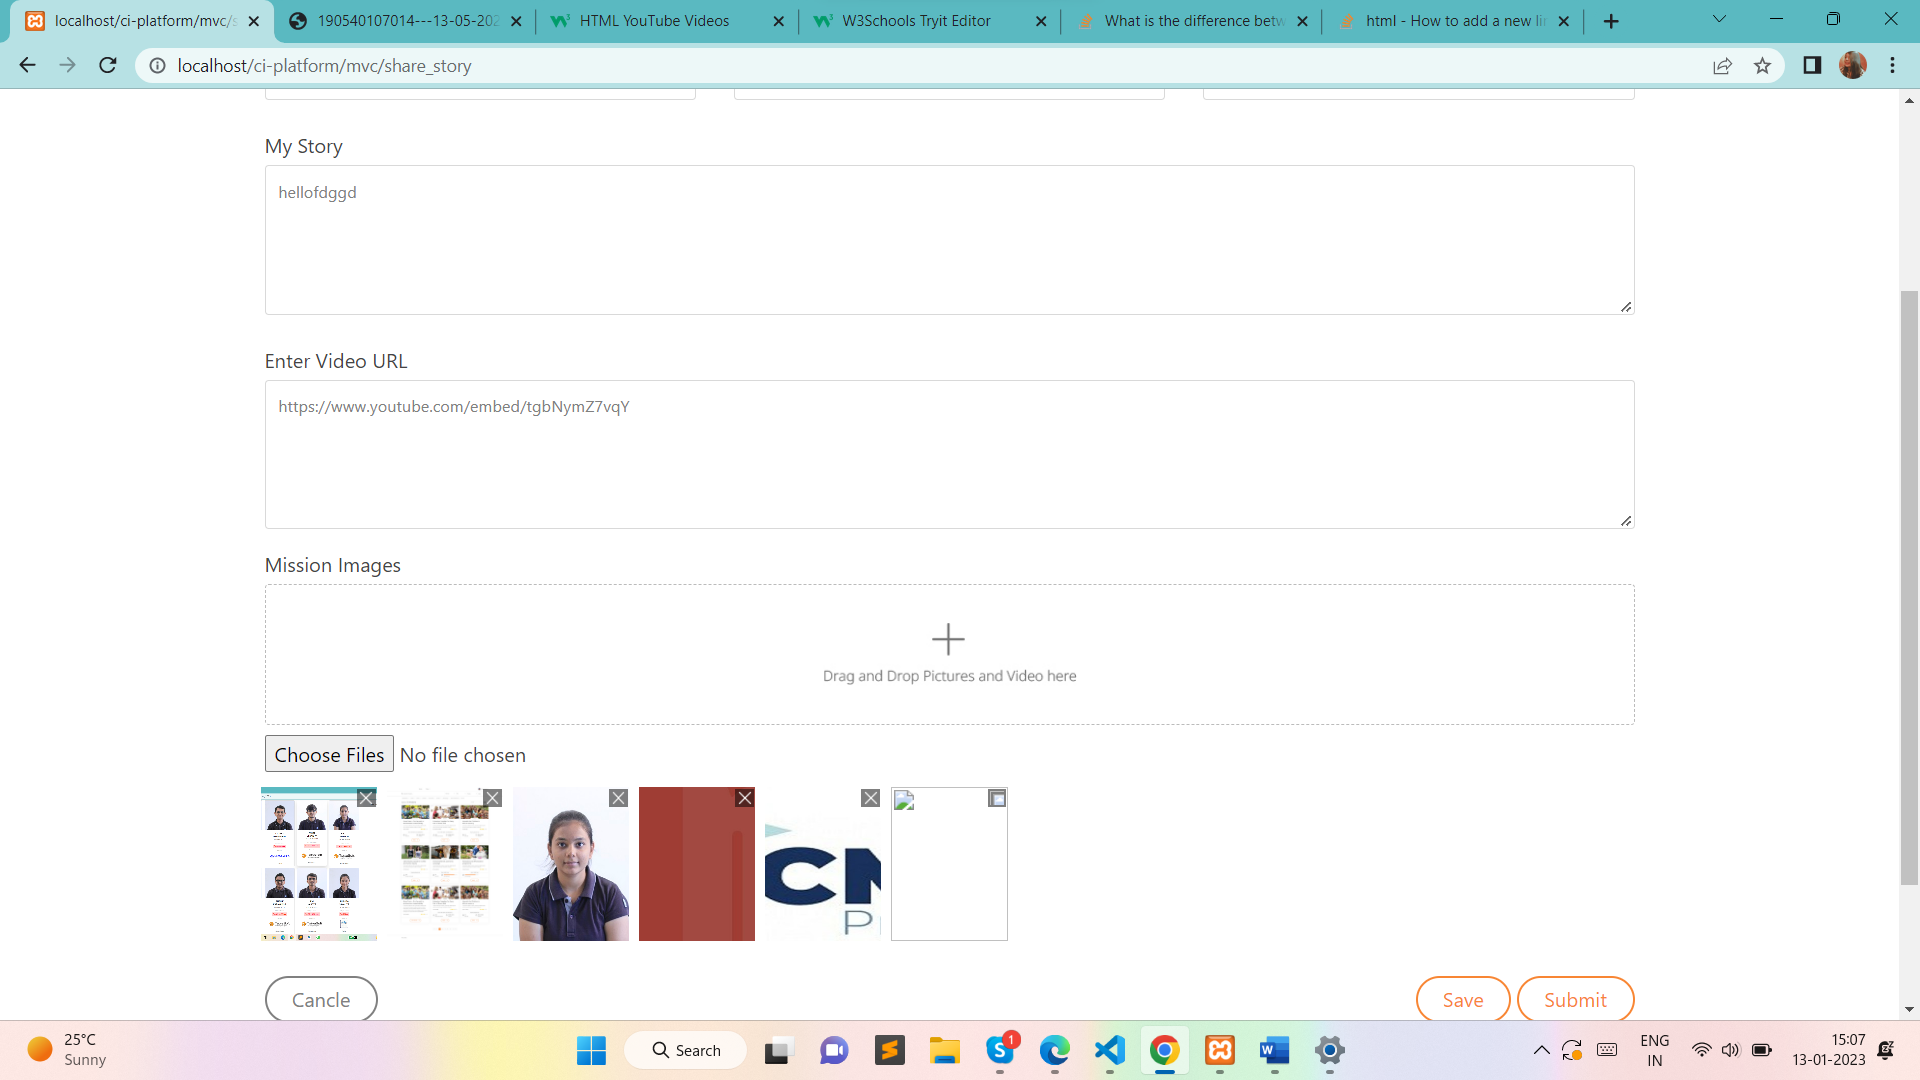 localhost/ci-platform/mvc/s
190540107014---13-05-202
HTML YouTube Videos
W3Schools Tryit Editor
What is the difference betw
html - How to add a new lin
localhost/ci-platform/mvc/share_story
My Story
hellofdggd
Enter Video URL
https://www.youtube.com/embed/tgbNymZ7vqY
Mission Images
Drag and Drop Pictures and Video here
Choose Files No file chosen
Cancle
Save
Submit
25°C
Sunny
Search
1
ENG
IN
15:07
13-01-2023